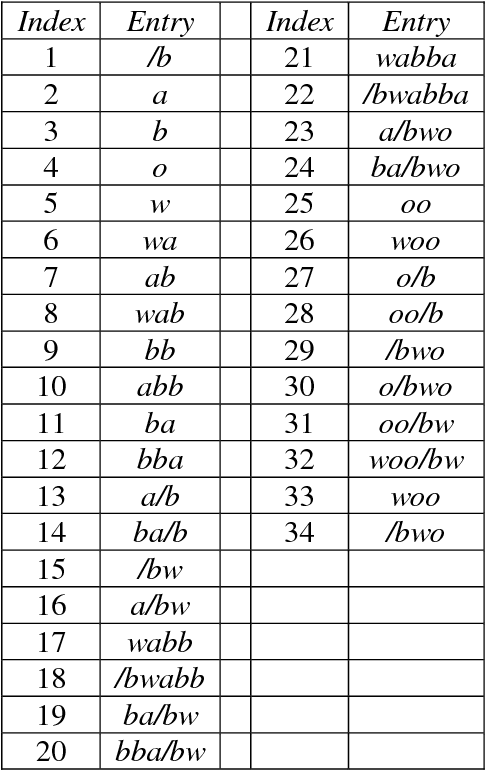 Index Entry Index Entry
1 /b 21 wabba
2 a 22 /bwabba
3 b 23 a/bwo
4 o 24 ba/bwo
5 w 25 oo
6 wa 26 woo
7 ab 27 o/b
8 wab 28 oo/b
9 bb 29 /bwo
10 abb 30 o/bwo
11 ba 31 oo/bw
12 bba 32 woo/bw
13 a/b 33 woo
14 ba/b 34 /bwo
15 /bw
16 a/bw
17 wabb
18 /bwabb
19 ba/bw
20 bba/bw